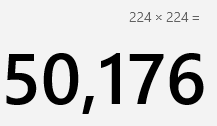 224 × 224 =
50,176